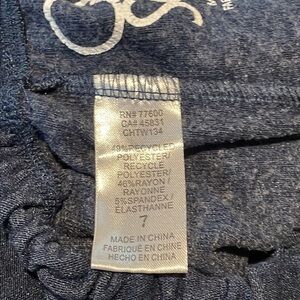 RN# 77600
CA# 45831
CHTW134
49% RECYCLED
POLYESTER/
RECYCLE
POLYESTER
46% RAYON/
RAYONNE
5% SPANDEX/
ELASTHANNE
7
MADE IN CHINA
FABRIQUÉ EN CHINE
HECHO EN CHINA